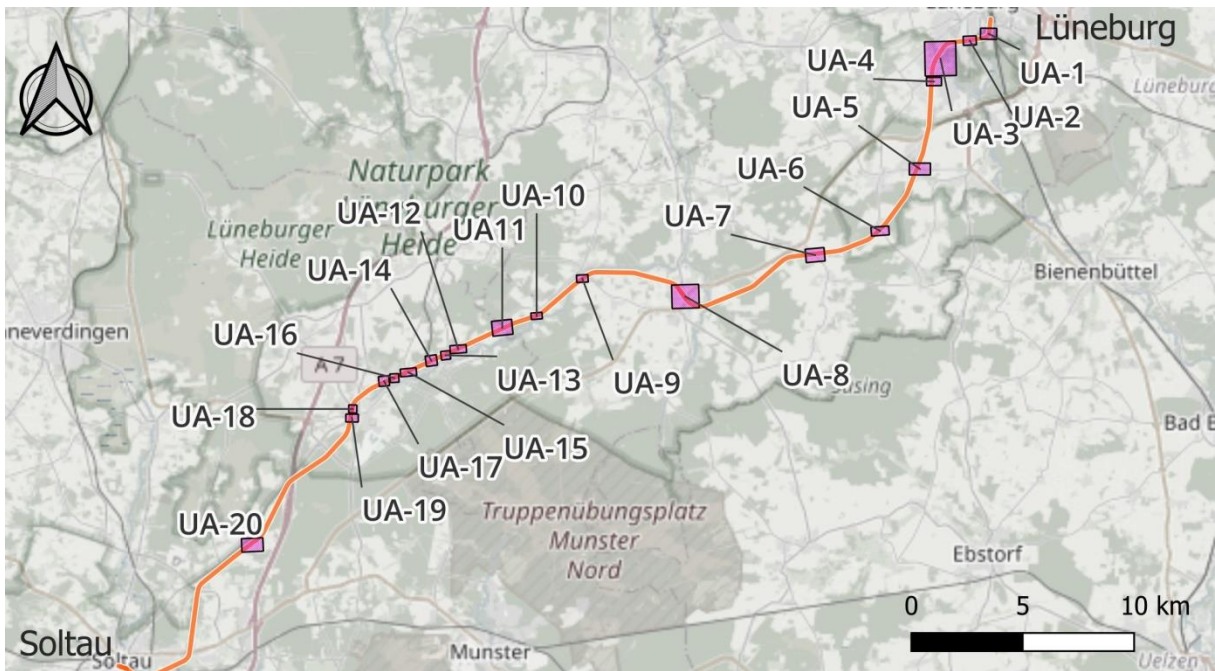 Lüneburg
Lüneburg
UA-1
UA-4
Lüneburg
UA-2
UA-5
UA-3
UA-6
Naturpark
Lüneburger
Heide
UA-10
UA-12
UA11
UA-7
Lüneburger
Heide
UA-14
Bienenbüttel
neverdingen
UA-16
A 7
UA-13
UA-9
UA-8
Süsing
UA-18
UA-15
Bad
UA-17
UA-19
Truppenübungsplatz
Munster
Nord
UA-20
Ebstorf
0 5 10 km
Soltau
Soltau
Munster
Uelzen